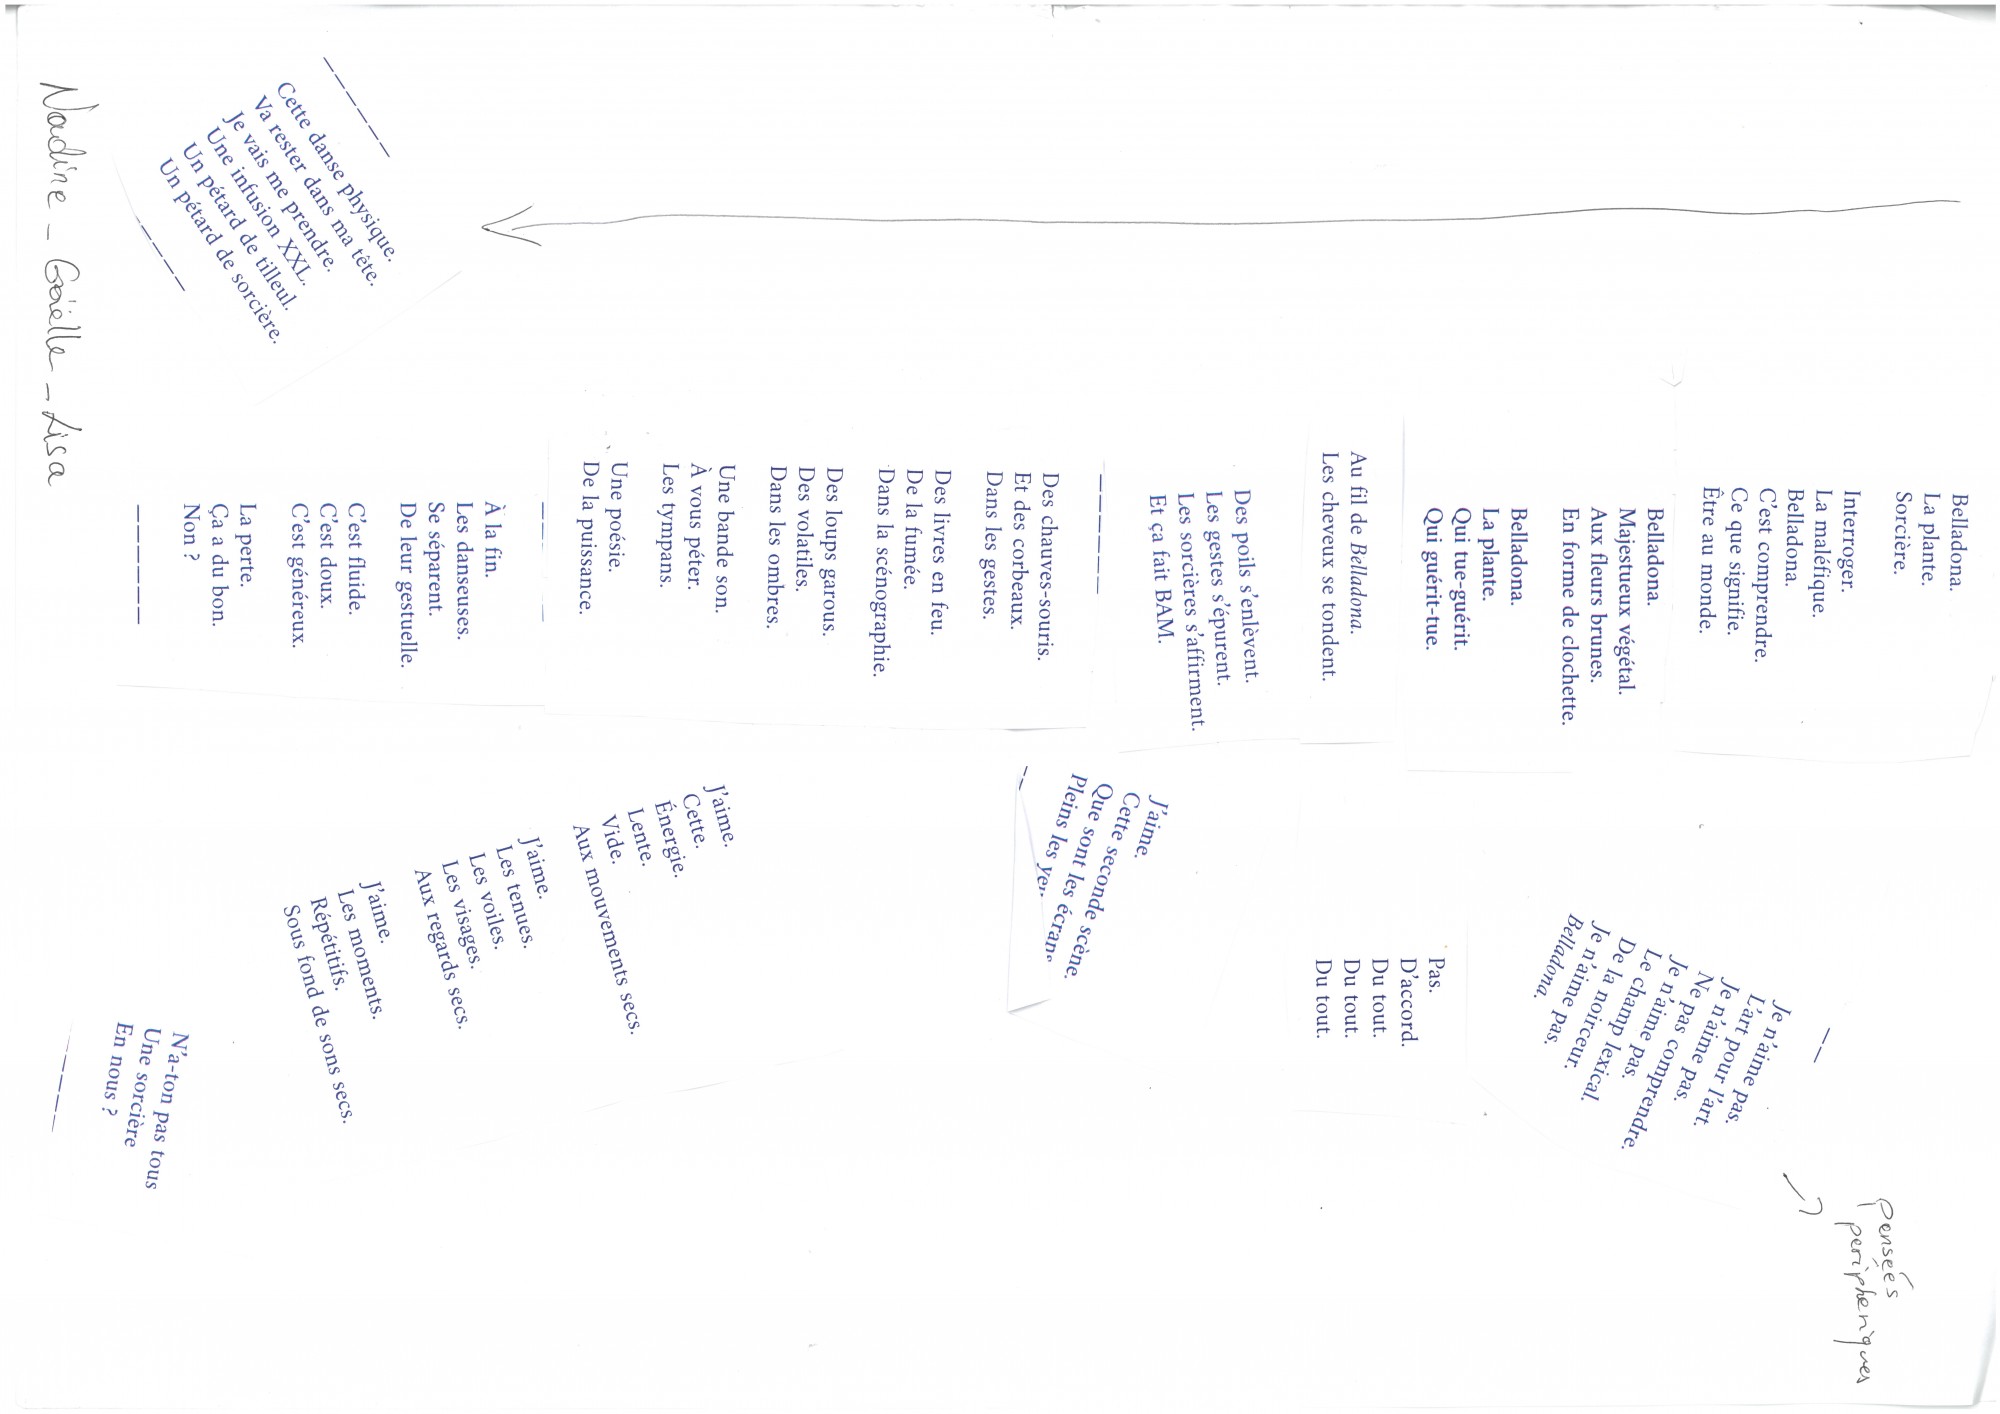 Belladona.
La plante.
Sorcière.
Interroger.
La maléfique.
Belladona.
C'est comprendre.
Ce que signifie.
Être au monde.
Belladona.
Majestueux végétal.
Aux fleurs brunes.
En forme de clochette.
Belladona.
La plante.
Qui tue-guérit.
Qui guérit-tue.
Au fil de Belladona.
Les cheveux se tondent.
Des poils s'enlèvent.
Les gestes s'épurent.
Les sorcières s'affirment.
Et ça fait BAM.
––––––
Des chauves-souris.
Et des corbeaux.
Dans les gestes.
Des livres en feu.
De la fumée.
Dans la scénographie.
Des loups garous.
Des volatiles.
Dans les ombres.
Une bande son.
À vous péter.
Les tympans.
Une poésie.
De la puissance.
––––––
À la fin.
Les danseuses.
Se séparent.
De leur gestuelle.
C'est fluide.
C'est doux.
C'est généreux.
La perte.
Ça a du bon.
Non ?
––––––
––––––
Cette danse physique.
Va rester dans ma tête.
Je vais me prendre.
Une infusion XXL.
Un pétard de tilleul.
Un pétard de sorcière.
––––––
pensées
periphériques
––
Je n'aime pas.
L'art pour l'art.
Je n'aime pas.
Ne pas comprendre.
Je n'aime pas.
Le champ lexical.
De la noirceur.
Je n'aime pas.
Belladona.
Pas.
D'accord.
Du tout.
Du tout.
Du tout.
J'aime.
Cette seconde scène.
Que sont les écrans
Pleins les
––
J'aime.
Cette.
Énergie.
Lente.
Vide.
Aux mouvements secs.
J'aime.
Les tenues.
Les voiles.
Les visages.
Aux regards secs.
J'aime.
Les moments.
Répétitifs.
Sous fond de sons secs.
N'a-ton pas tous
Une sorcière
En nous ?
––––––
Nadine _ Gaëlle _ Lisa